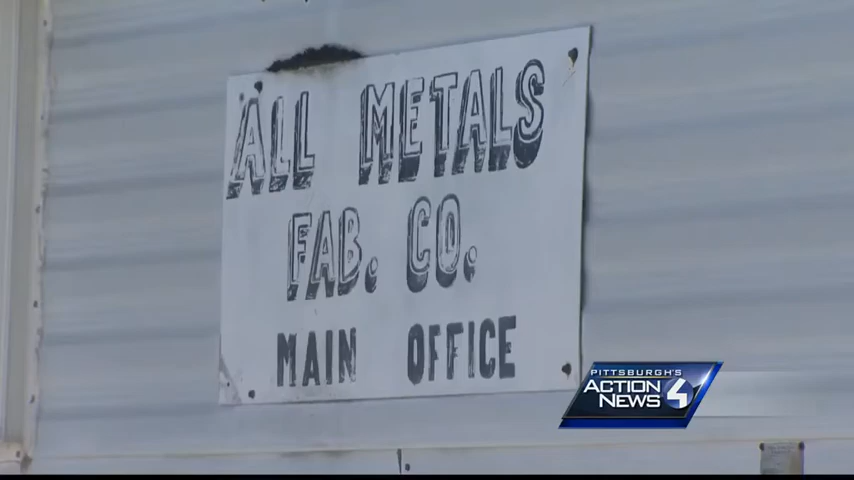 ALL METALS
FAB. CO.
MAIN OFFICE
PITTSBURGH'S
ACTION
NEWS 4